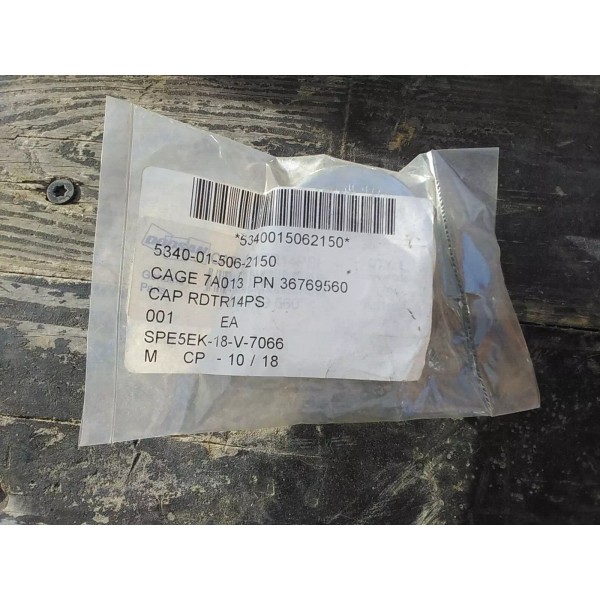 *5340015062150*
5340-01-506-2150
CAGE 7A013 PN 36769560
CAP RDTR14PS
001 EA
SPE5EK-18-V-7066
M CP - 10 / 18